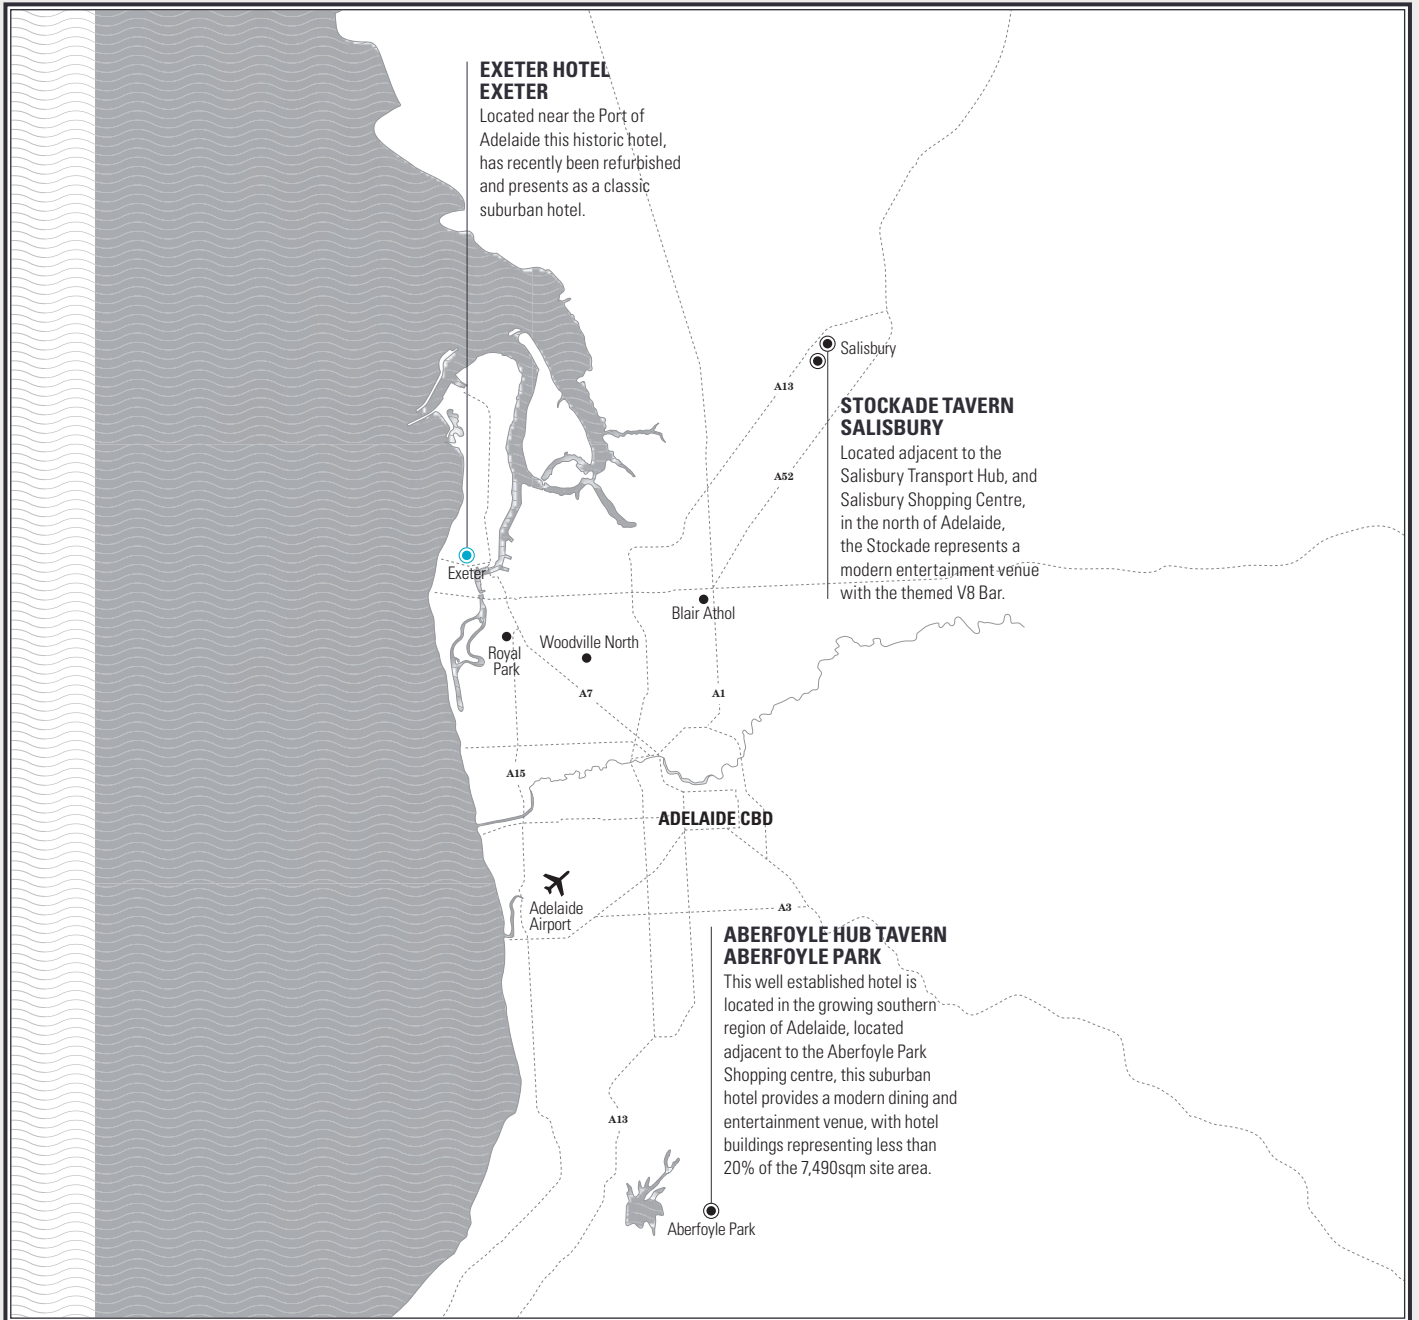 EXETER HOTEL
EXETER
Located near the Port of
Adelaide this historic hotel,
has recently been refurbished
and presents as a classic
suburban hotel.
Salisbury
A13
STOCKADE TAVERN
SALISBURY
Located adjacent to the
Salisbury Transport Hub, and
Salisbury Shopping Centre,
in the north of Adelaide,
the Stockade represents a
modern entertainment venue
with the themed V8 Bar.
A52
Exeter
Blair Athol
Woodville North
Royal
Park
A7
A1
A15
ADELAIDE CBD
Adelaide
Airport
A3
ABERFOYLE HUB TAVERN
ABERFOYLE PARK
This well established hotel is
located in the growing southern
region of Adelaide, located
adjacent to the Aberfoyle Park
Shopping centre, this suburban
hotel provides a modern dining and
entertainment venue, with hotel
buildings representing less than
20% of the 7,490sqm site area.
A13
Aberfoyle Park